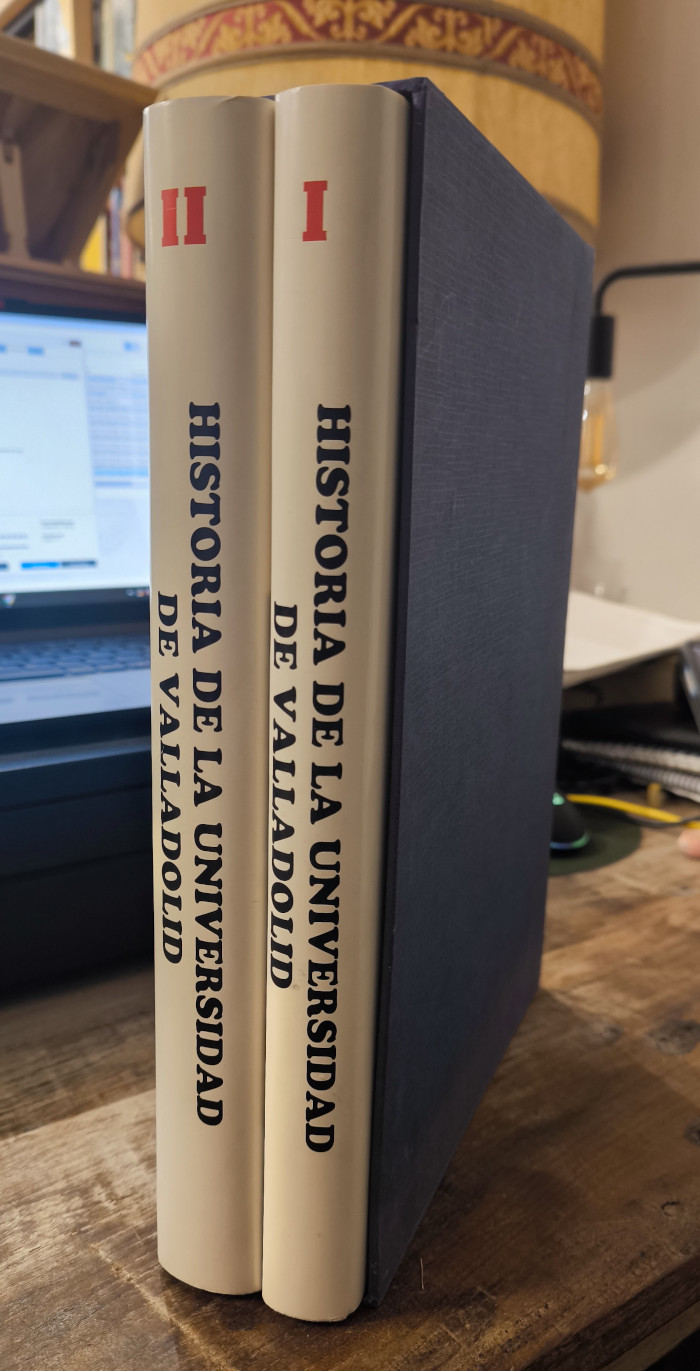 II
HISTORIA DE LA UNIVERSIDAD
DE VALLADOLID
I
HISTORIA DE LA UNIVERSIDAD
DE VALLADOLID